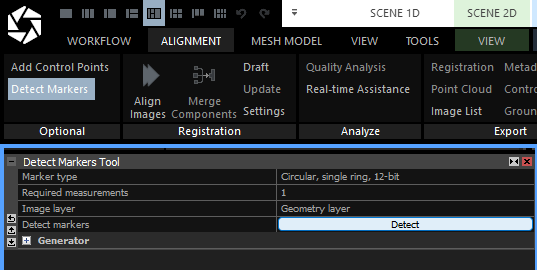 SCENE 1D SCENE 2D
WORKFLOW ALIGNMENT MESH MODEL VIEW TOOLS VIEW
Add Control Points
Detect Markers
Optional
Align Images
Merge Components
Draft
Update
Settings
Registration
Quality Analysis
Real-time Assistance
Analyze
Registration Metad
Point Cloud Contro
Image List Ground
Export
Detect Markers Tool
Marker type Circular, single ring, 12-bit
Required measurements 1
Image layer Geometry layer
Detect markers Detect
Generator